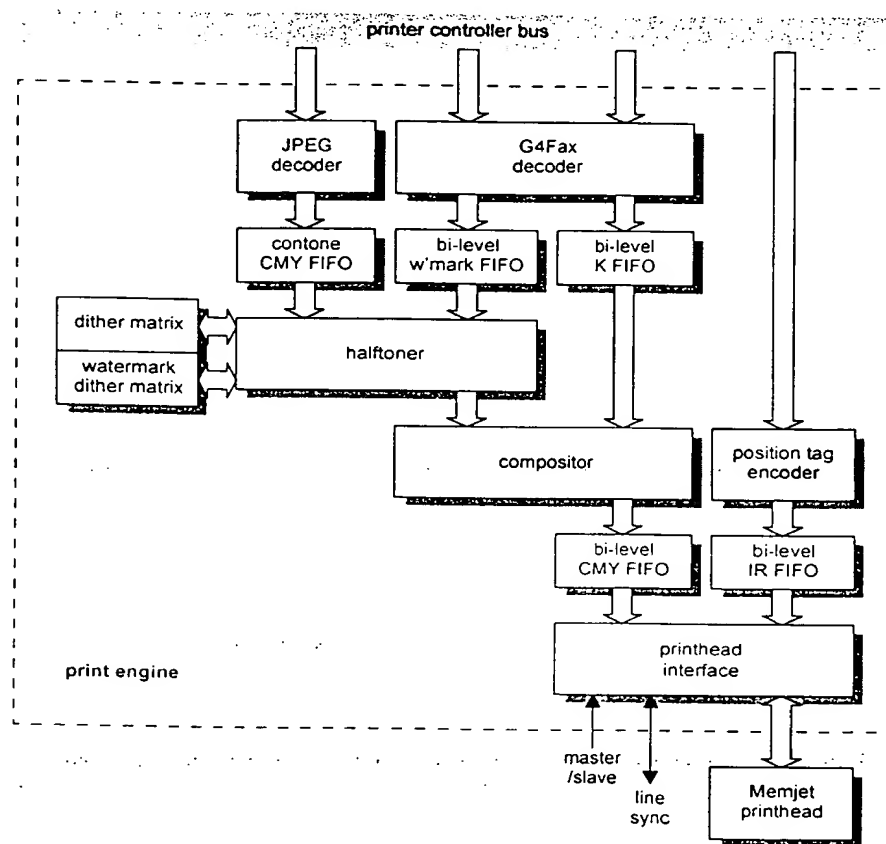 printer controller bus
JPEG
decoder
G4Fax
decoder
contone
CMY FIFO
bi-level
w'mark FIFO
bi-level
K FIFO
dither matrix
watermark
dither matrix
halftoner
compositor
position tag
encoder
bi-level
CMY FIFO
bi-level
IR FIFO
printhead
interface
print engine
master
/slave
line
sync
Memjet
printhead